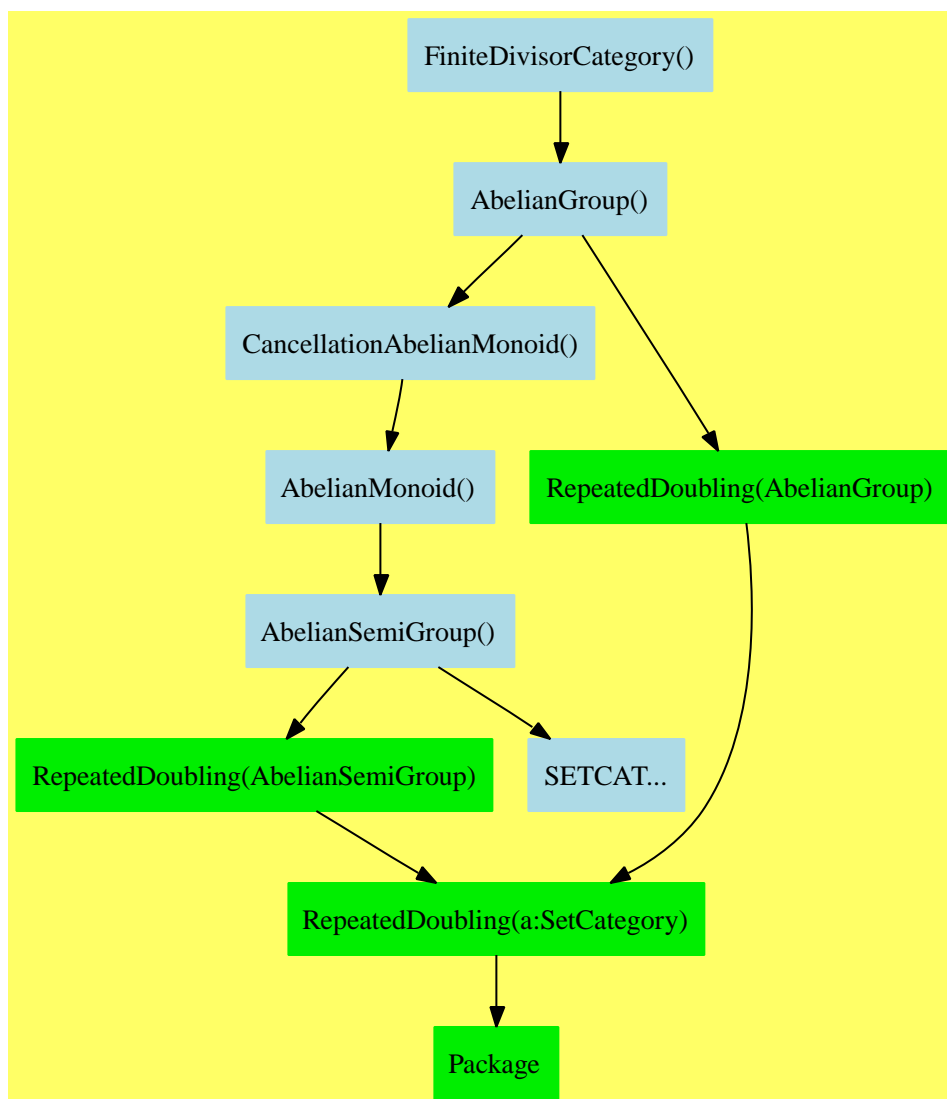 FiniteDivisorCategory()
AbelianGroup()
CancellationAbelianMonoid()
AbelianMonoid()
RepeatedDoubling(AbelianGroup)
AbelianSemiGroup()
RepeatedDoubling(AbelianSemiGroup)
SETCAT...
RepeatedDoubling(a:SetCategory)
Package